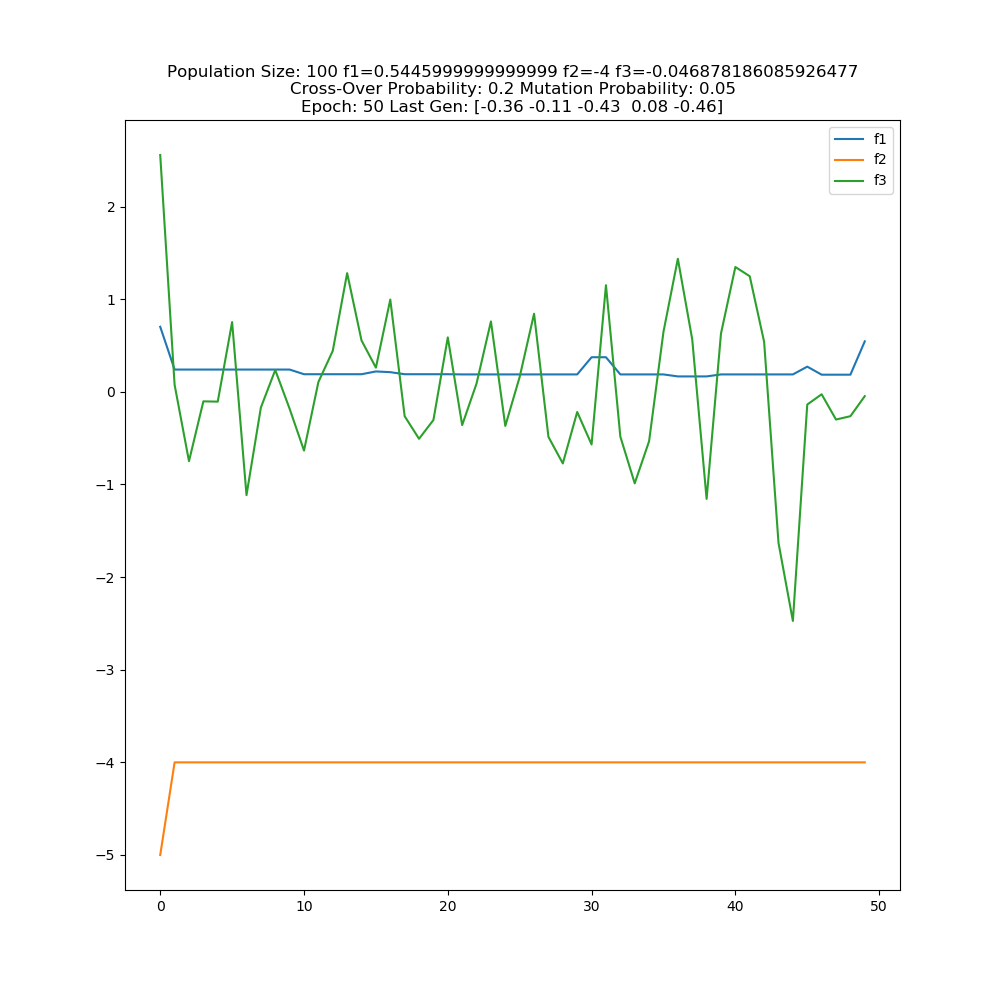 Population Size: 100 f1=0.5445999999999999 f2=-4 f3=-0.046878186085926477
Cross-Over Probability: 0.2 Mutation Probability: 0.05
Epoch: 50 Last Gen: [-0.36 -0.11 -0.43  0.08 -0.46]
f1
f2
f3
2
1
0
−1
−2
−3
−4
−5
0 10 20 30 40 50